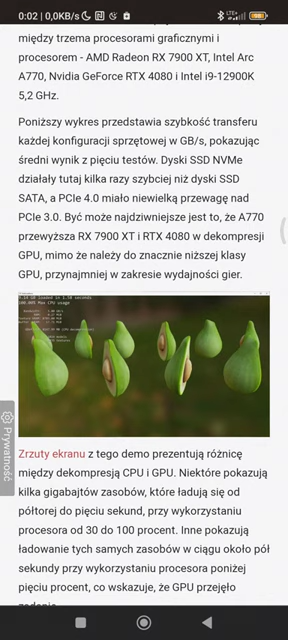 0:02 | 0,0KB/s
LTE+
między trzema procesorami graficznymi i
procesorem - AMD Radeon RX 7900 XT, Intel Arc
A770, Nvidia GeForce RTX 4080 i Intel i9-12900K
5,2 GHz.
Poniższy wykres przedstawia szybkość transferu
każdej konfiguracji sprzętowej w GB/s, pokazując
średni wynik z pięciu testów. Dyski SSD NVMe
działały tutaj kilka razy szybciej niż dyski SSD
SATA, a PCIe 4.0 miało niewielką przewagę nad
PCIe 3.0. Być może najdziwniejsze jest to, że A770
przewyższa RX 7900 XT i RTX 4080 w dekompresji
GPU, mimo że należy do znacznie niższej klasy
GPU, przynajmniej w zakresie wydajności gier.
Prywatność
Zrzuty ekranu z tego demo prezentują różnicę
między dekompresją CPU i GPU. Niektóre pokazują
kilka gigabajtów zasobów, które ładują się od
półtorej do pięciu sekund, przy wykorzystaniu
procesora od 30 do 100 procent. Inne pokazują
ładowanie tych samych zasobów w ciągu około pół
sekundy przy wykorzystaniu procesora poniżej
pięciu procent, co wskazuje, że GPU przejęło